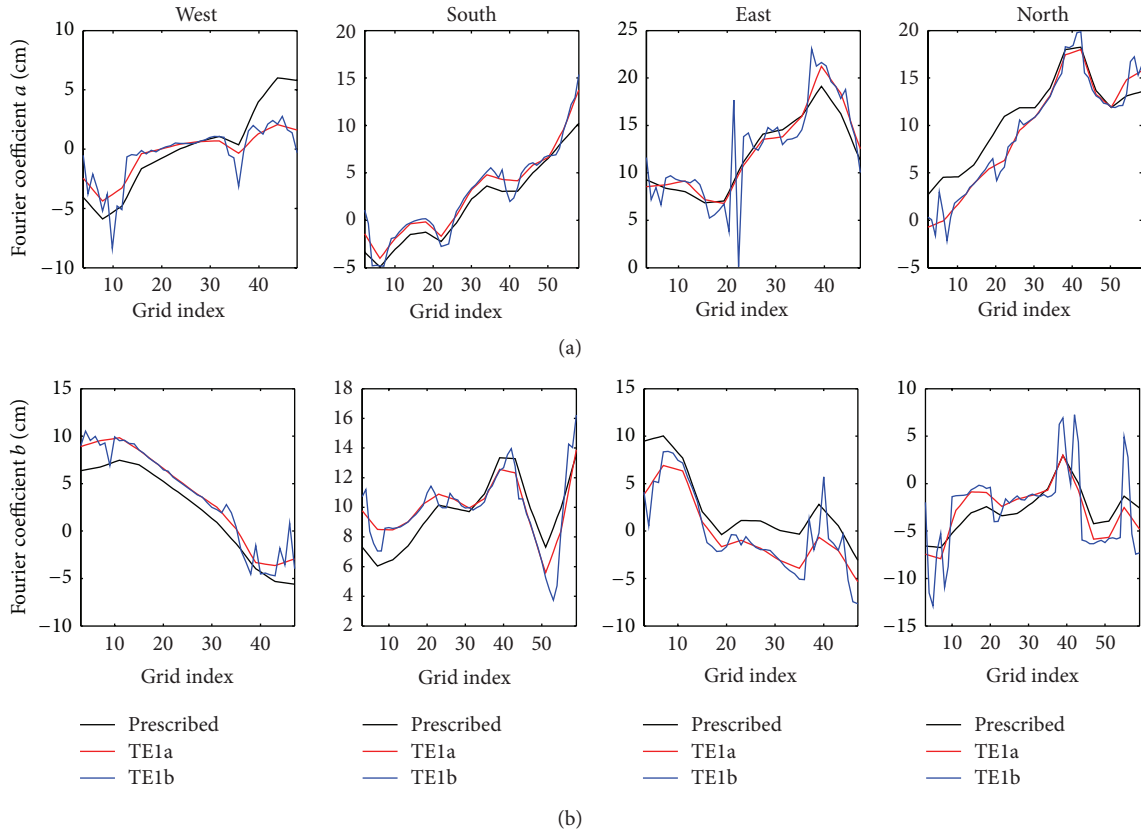 West
South
East
North
Fourier coefficient a (cm)
10
5
0
−5
−10
10 20 30 40
Grid index
20
15
10
5
0
−5
10 20 30 40 50
Grid index
25
20
15
10
5
0
10 20 30 40
Grid index
20
15
10
5
0
−5
10 20 30 40 50
Grid index
(a)
Fourier coefficient b (cm)
15
10
5
0
−5
−10
10 20 30 40
Grid index
18
16
14
12
10
8
6
4
2
10 20 30 40 50
Grid index
15
10
5
0
−5
−10
10 20 30 40
Grid index
10
5
0
−5
−10
−15
10 20 30 40 50
Grid index
Prescribed
TE1a
TE1b
Prescribed
TE1a
TE1b
Prescribed
TE1a
TE1b
Prescribed
TE1a
TE1b
(b)